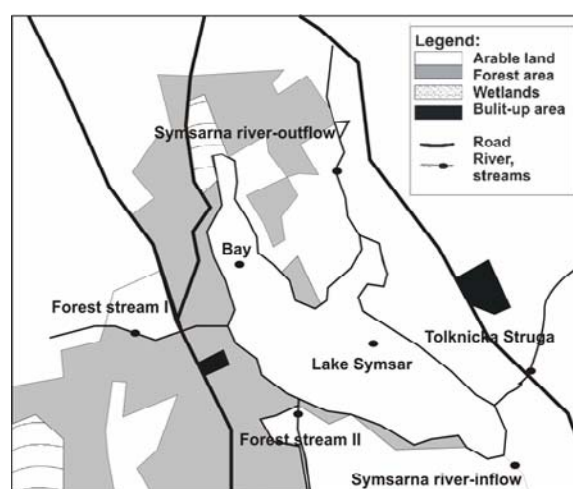 Legend:
Arable land
Forest area
Wetlands
Bulit-up area
Road
River,
streams
Symsarna river-outflow
Bay
Forest stream I
Tolknicka Struga
Lake Symsar
Forest stream II
Symsarna river-inflow